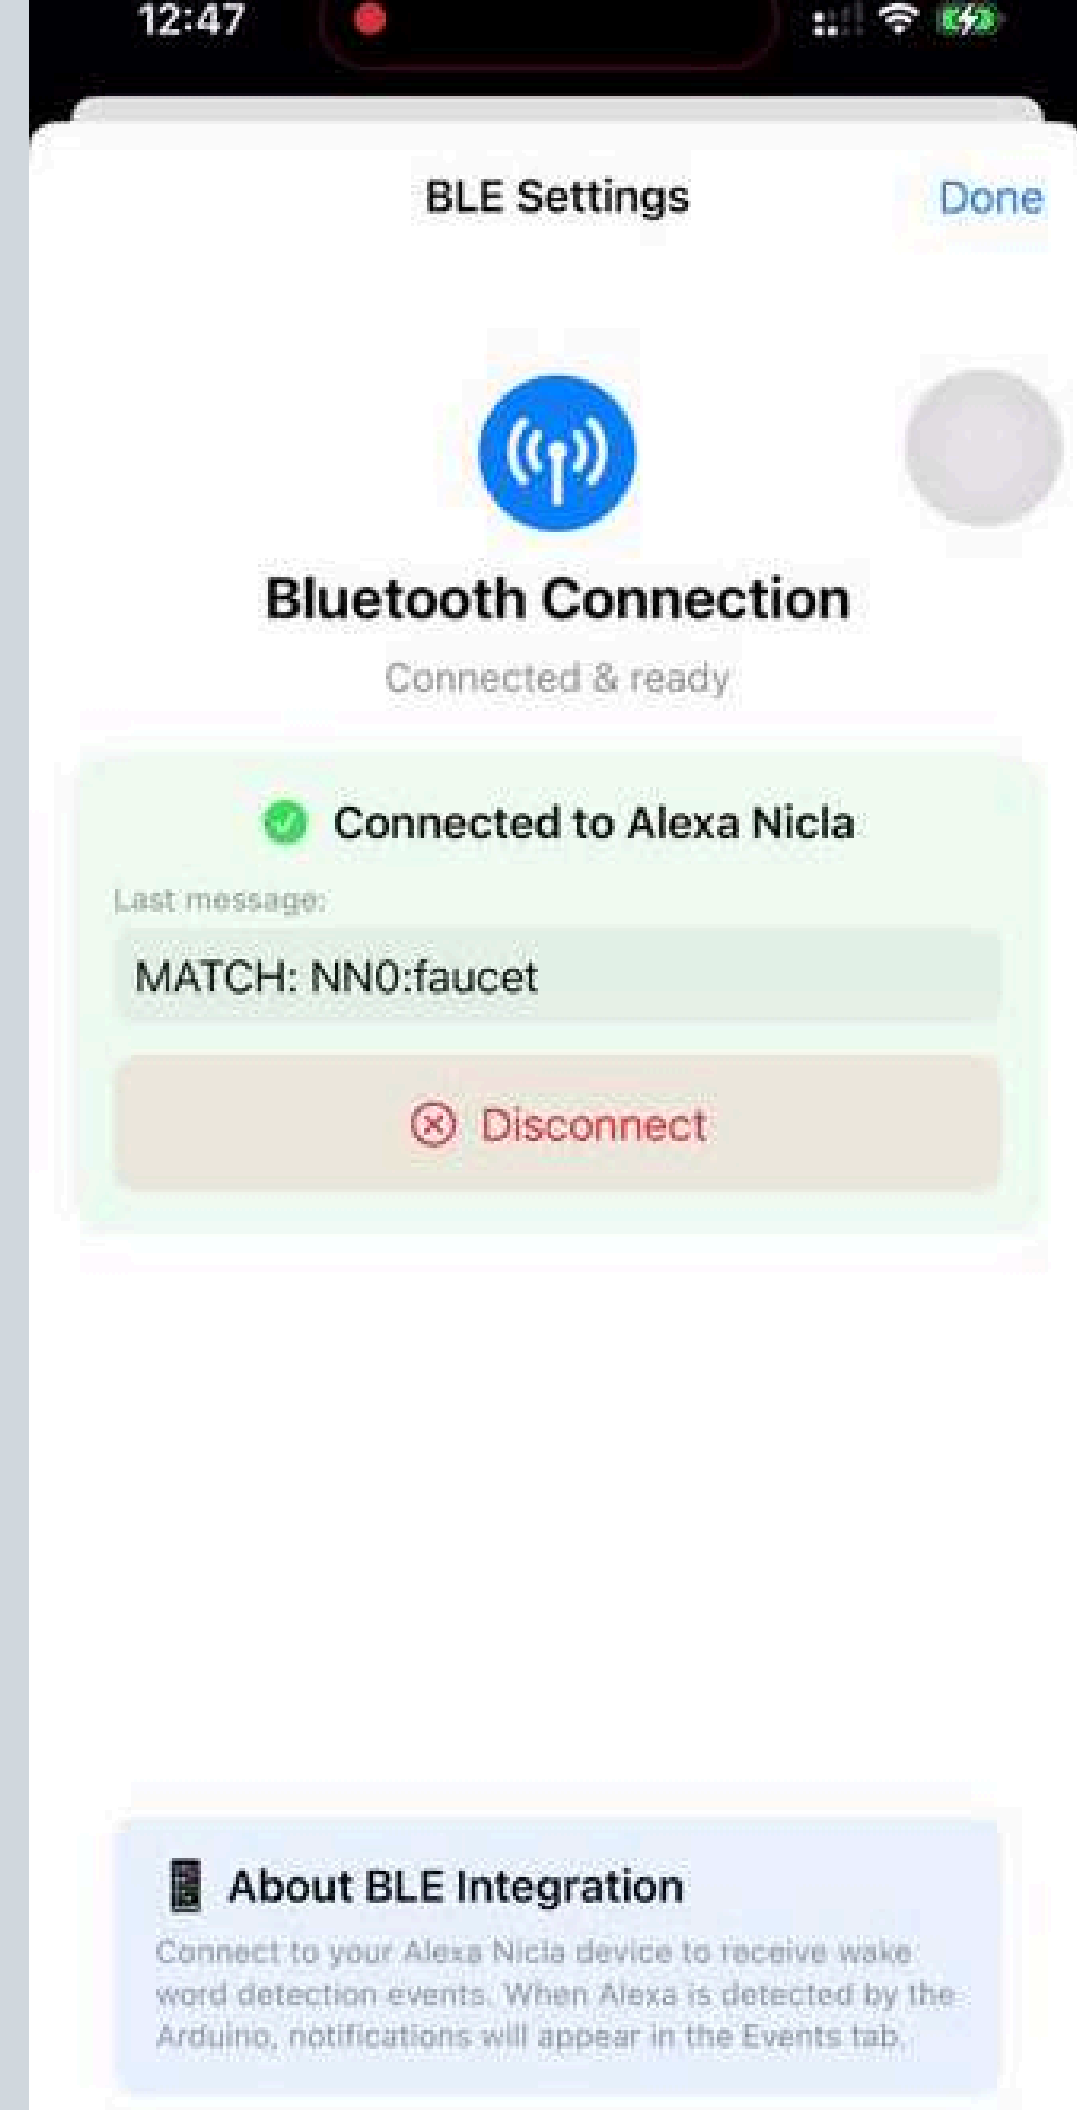 12:47
BLE Settings
Done
Bluetooth Connection
Connected & ready
Connected to Alexa Nicla
Last message:
MATCH: NN0:faucet
Disconnect
About BLE Integration
Connect to your Alexa Nicla device to receive wake
word detection events. When Alexa is detected by the
Arduino, notifications will appear in the Events tab.